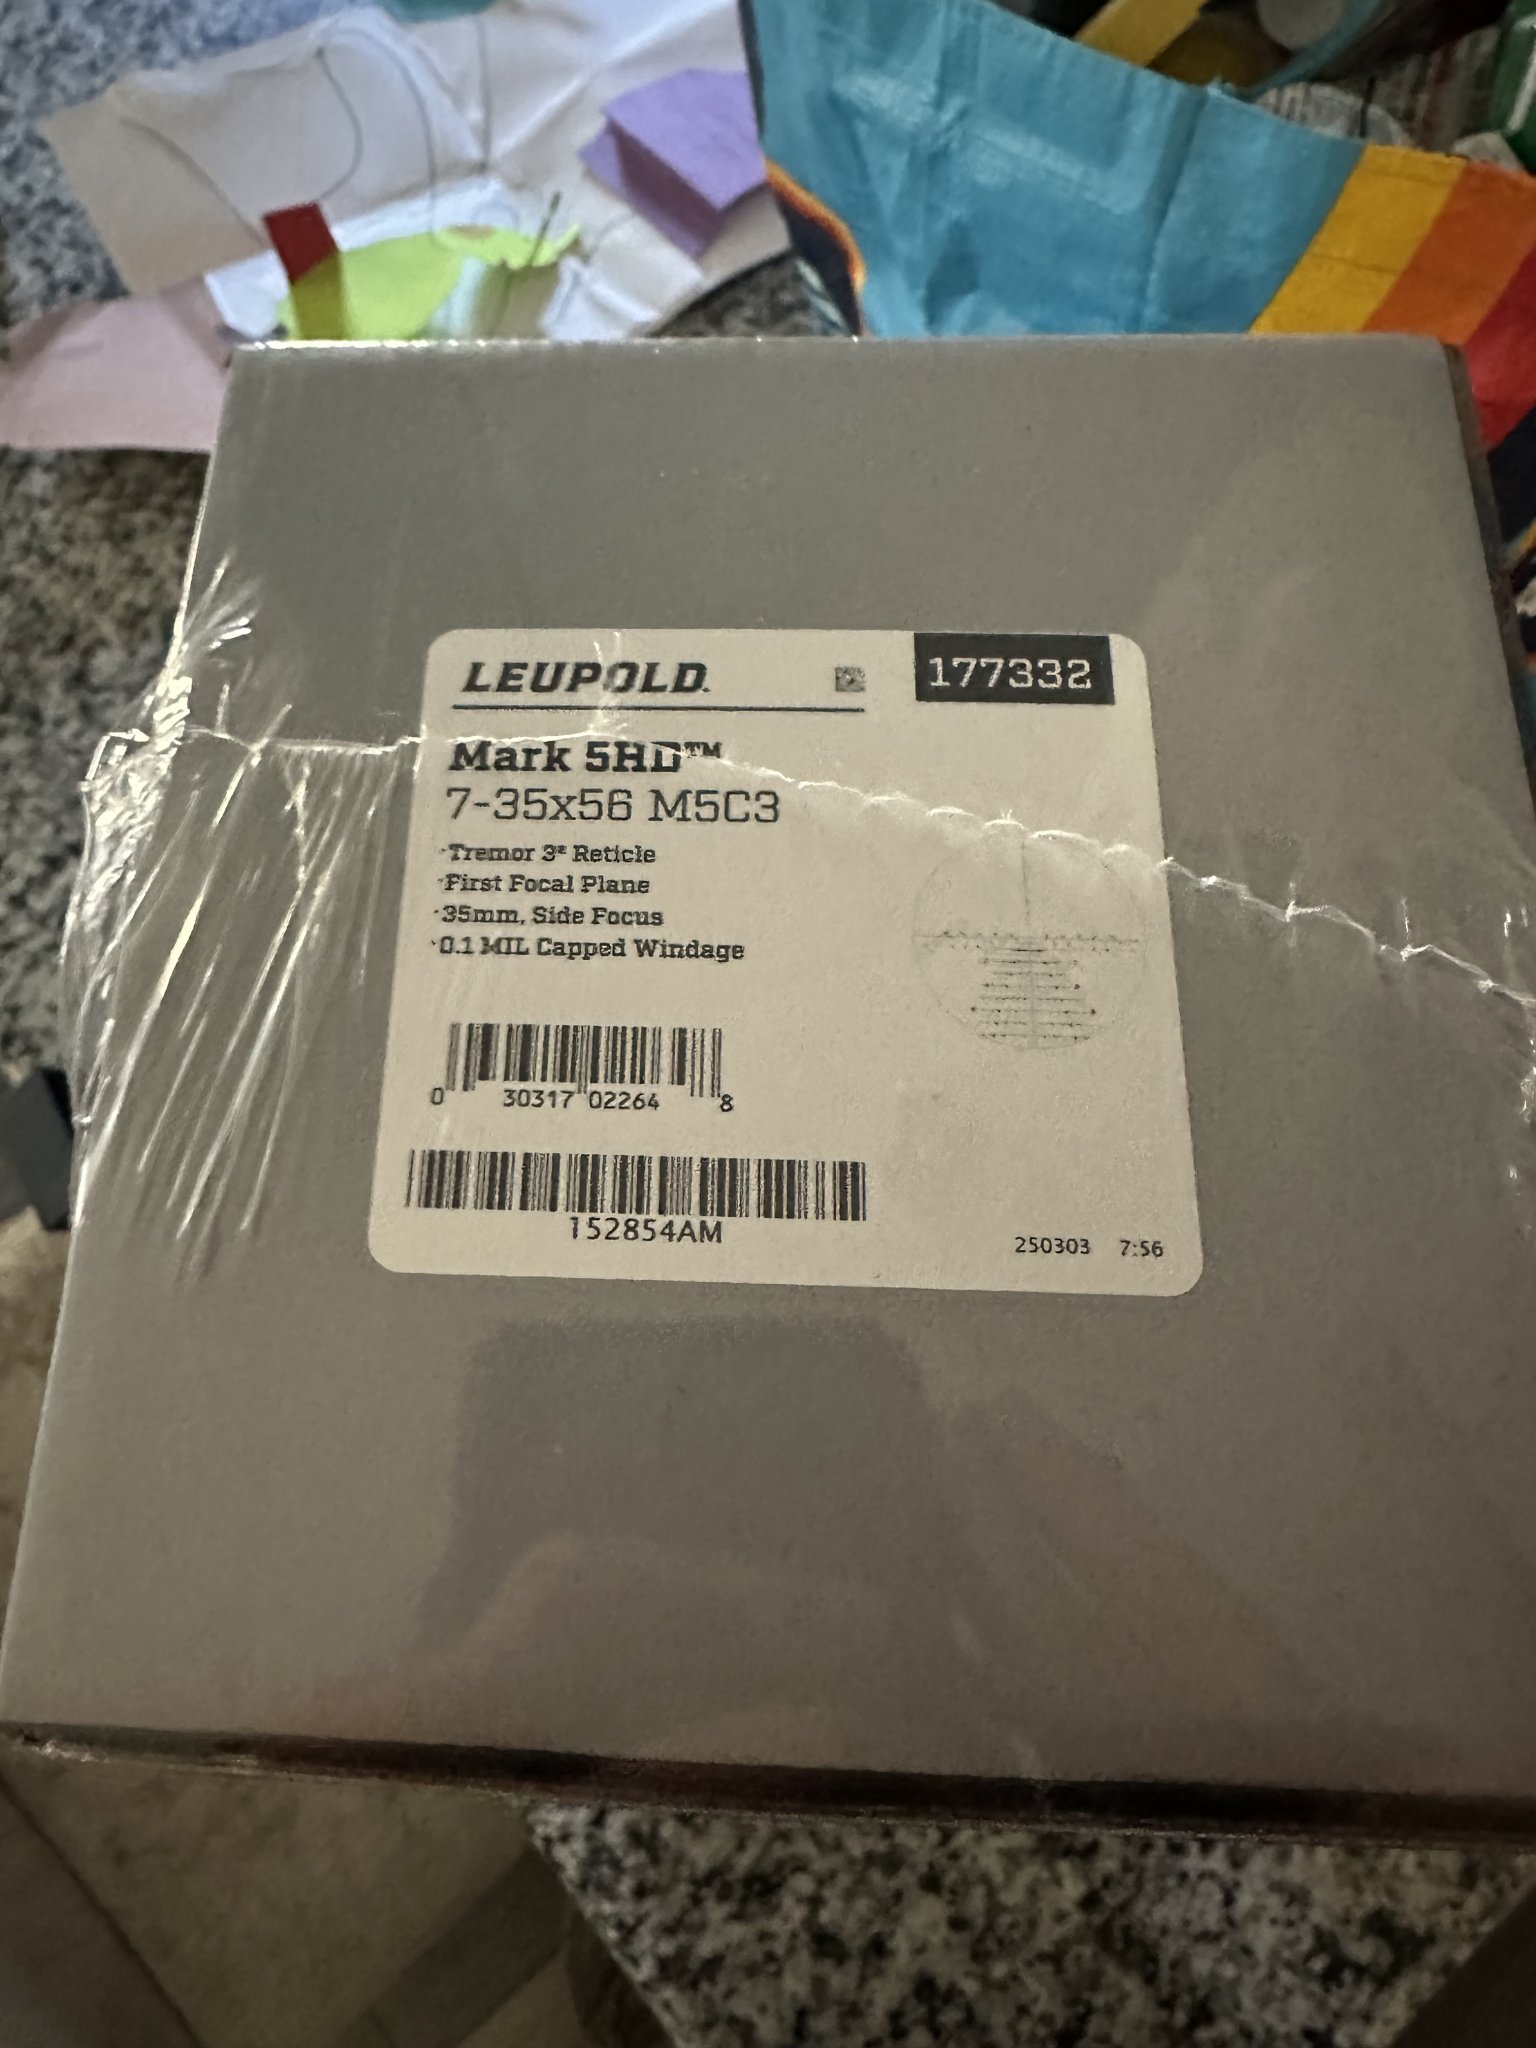 LEUPOLD.
177332
Mark 5HD™
7-35x56 M5C3
·Tremor 3® Reticle
·First Focal Plane
·35mm, Side Focus
·0.1 MIL Capped Windage
0 30317 02264 8
152854AM
250303 7:56